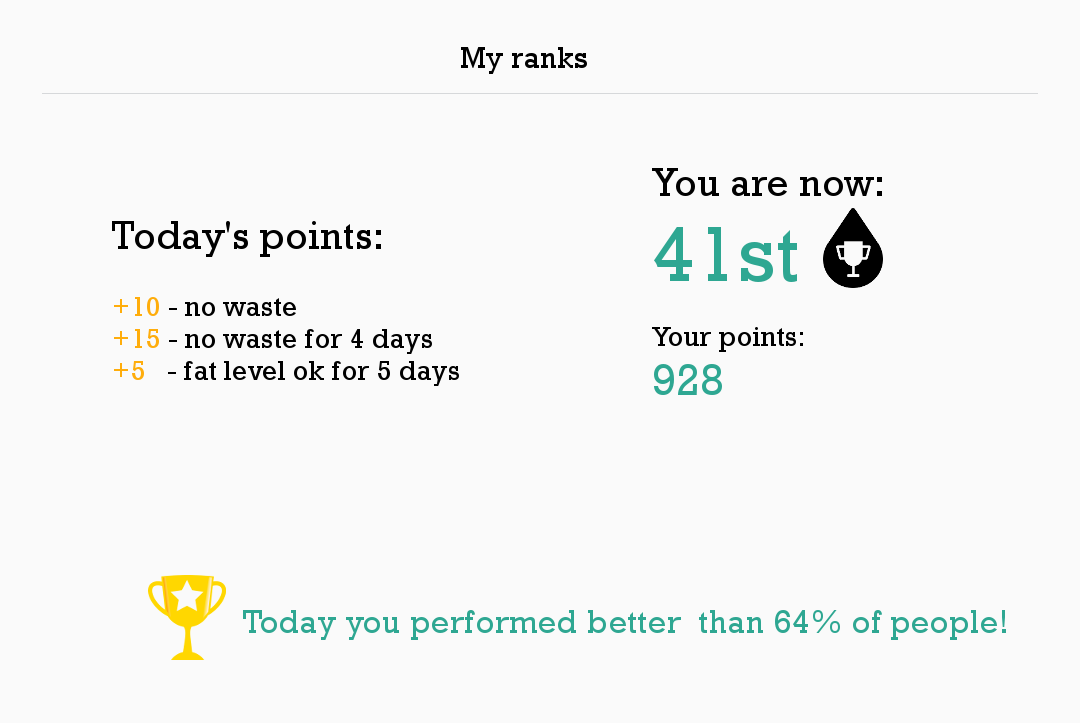 My ranks
Today's points:
+10 - no waste
+15 - no waste for 4 days
+5 - fat level ok for 5 days
You are now:
41st
Your points:
928
Today you performed better than 64% of people!